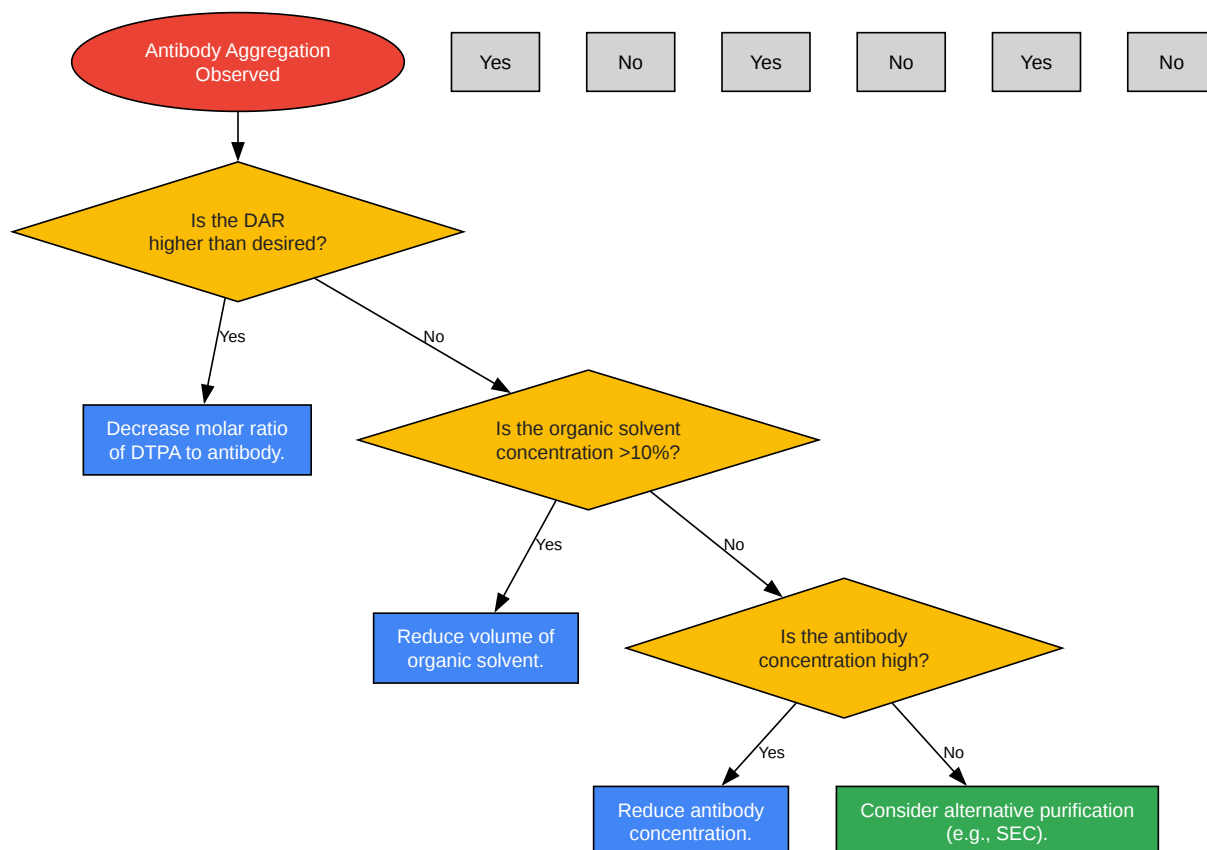 Antibody Aggregation
Observed
Yes
No
Yes
No
Yes
No
Is the DAR
higher than desired?
Yes
No
Decrease molar ratio
of DTPA to antibody.
Is the organic solvent
concentration >10%?
Yes
No
Reduce volume of
organic solvent.
Is the antibody
concentration high?
Yes
No
Reduce antibody
concentration.
Consider alternative purification
(e.g., SEC).